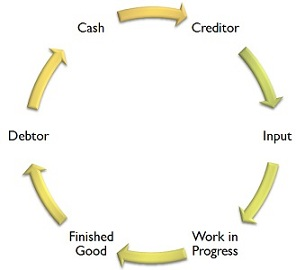 Cash
Creditor
Input
Work in
Progress
Finished
Good
Debtor